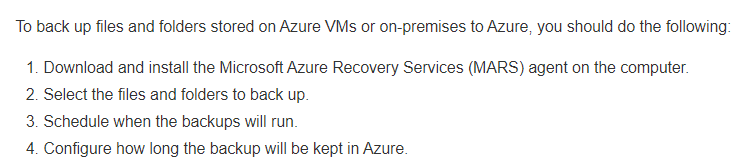 To back up files and folders stored on Azure VMs or on-premises to Azure, you should do the following:
1. Download and install the Microsoft Azure Recovery Services (MARS) agent on the computer.
2. Select the files and folders to back up.
3. Schedule when the backups will run.
4. Configure how long the backup will be kept in Azure.